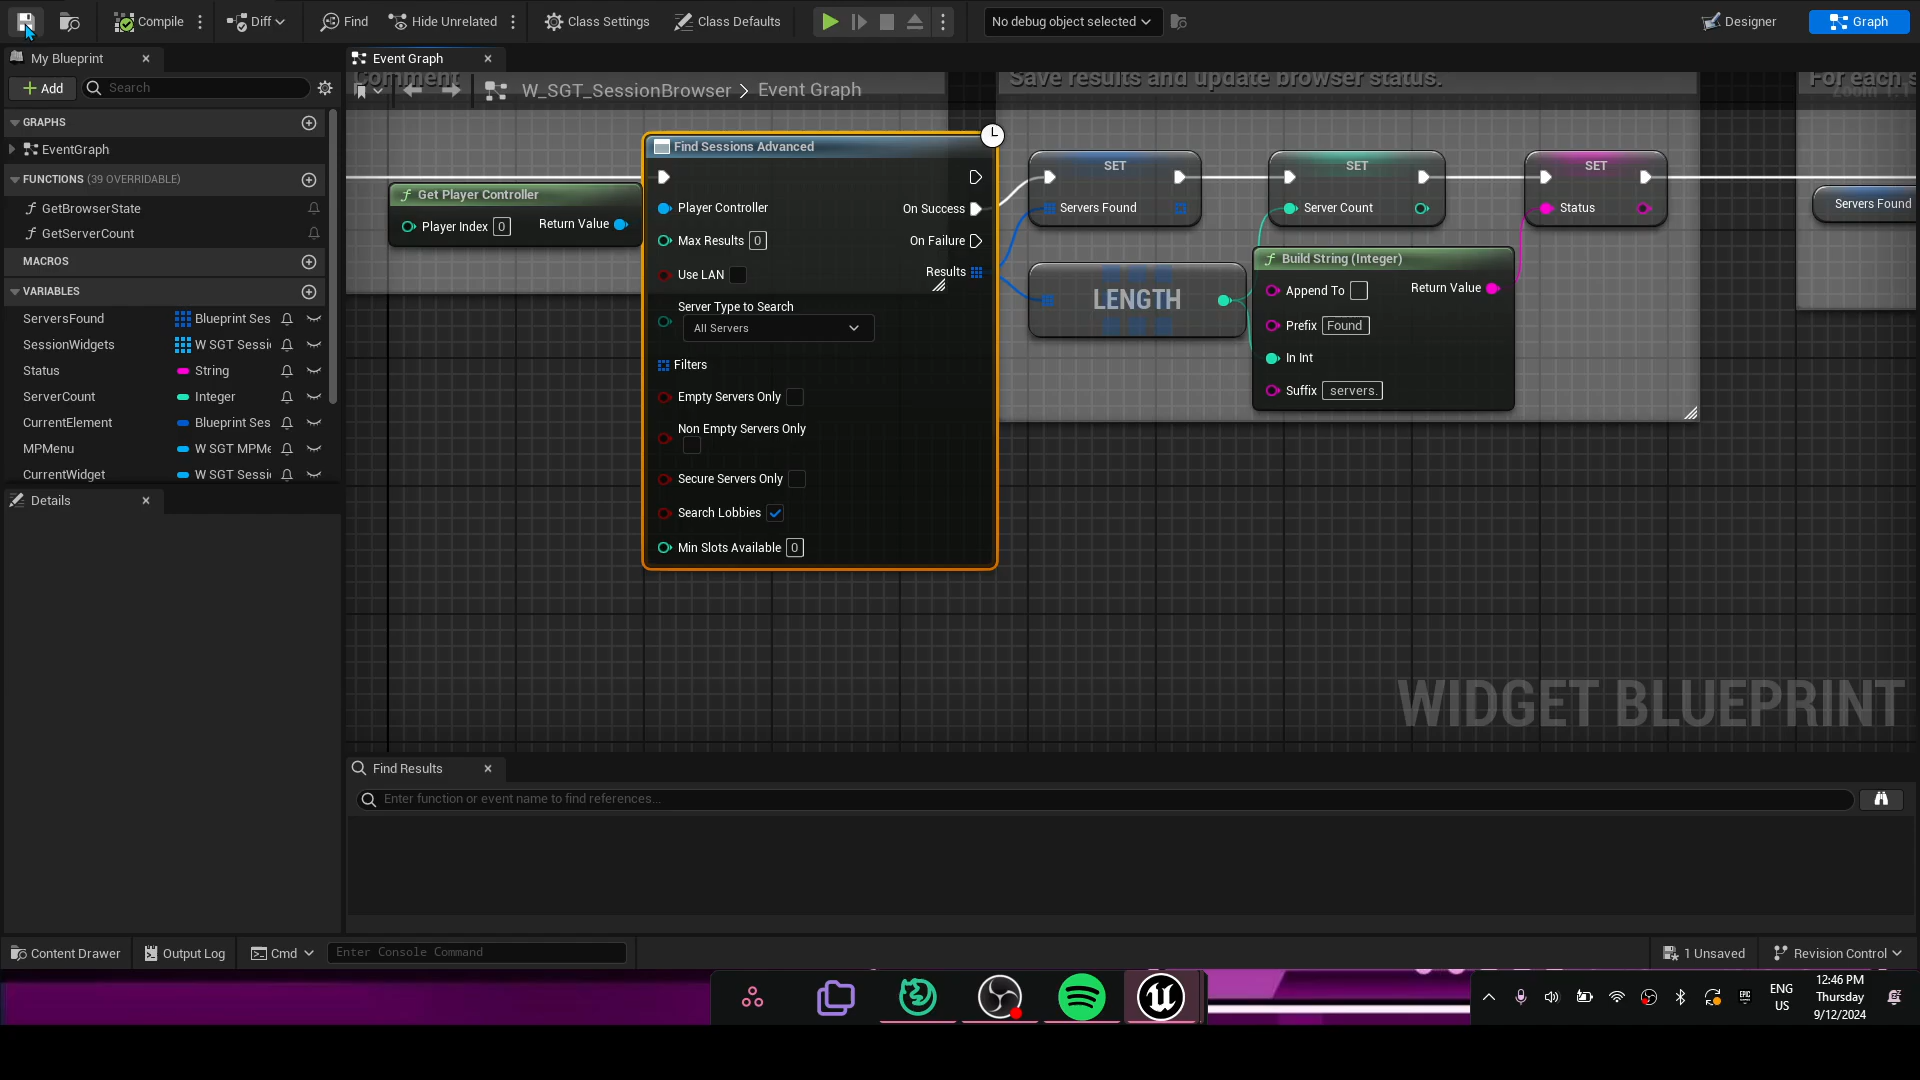 Compile
Diff
Find
Hide Unrelated
Class Settings
Class Defaults
No debug object selected
Designer
Graph
My Blueprint
Event Graph
Add
Search
Comment
W_SGT_SessionBrowser > Event Graph
Save results and update browser status.
For each s
Zoom 1:1
GRAPHS
EventGraph
FUNCTIONS (39 OVERRIDABLE)
GetBrowserState
GetServerCount
MACROS
VARIABLES
ServersFound Blueprint Ses
SessionWidgets W SGT Sessi
Status String
ServerCount Integer
CurrentElement Blueprint Ses
MPMenu W SGT MPMe
CurrentWidget W SGT Sessi
Details
Get Player Controller
Player Index 0
Return Value
Find Sessions Advanced
Player Controller
On Success
Max Results 0
On Failure
Use LAN
Results
Server Type to Search
All Servers
Filters
Empty Servers Only
Non Empty Servers Only
Secure Servers Only
Search Lobbies
Min Slots Available 0
SET
Servers Found
SET
Server Count
SET
Status
Servers Found
LENGTH
Build String (Integer)
Append To
Return Value
Prefix Found
In Int
Suffix servers.
WIDGET BLUEPRINT
Find Results
Enter function or event name to find references...
Content Drawer
Output Log
Cmd
Enter Console Command
1 Unsaved
Revision Control
ENG
US
12:46 PM
Thursday
9/12/2024